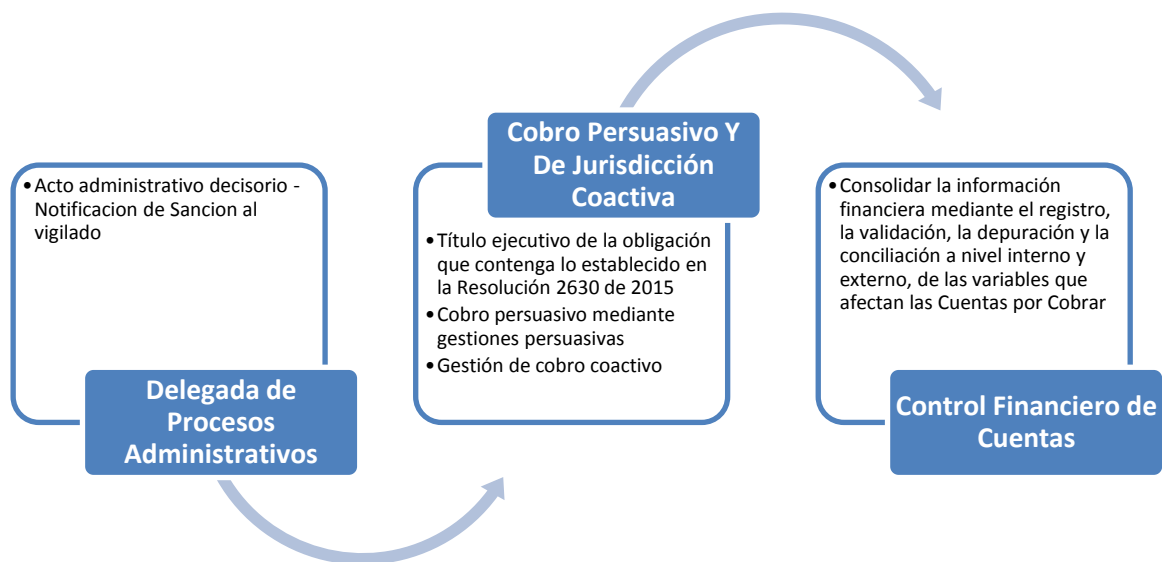 •Acto administrativo decisorio -
Notificacion de Sancion al
vigilado
Delegada de
Procesos
Administrativos
Cobro Persuasivo Y
De Jurisdicción
Coactiva
•Título ejecutivo de la obligación
que contenga lo establecido en
la Resolución 2630 de 2015
•Cobro persuasivo mediante
gestiones persuasivas
•Gestión de cobro coactivo
•Consolidar la información
financiera mediante el registro,
la validación, la depuración y la
conciliación a nivel interno y
externo, de las variables que
afectan las Cuentas por Cobrar
Control Financiero de
Cuentas